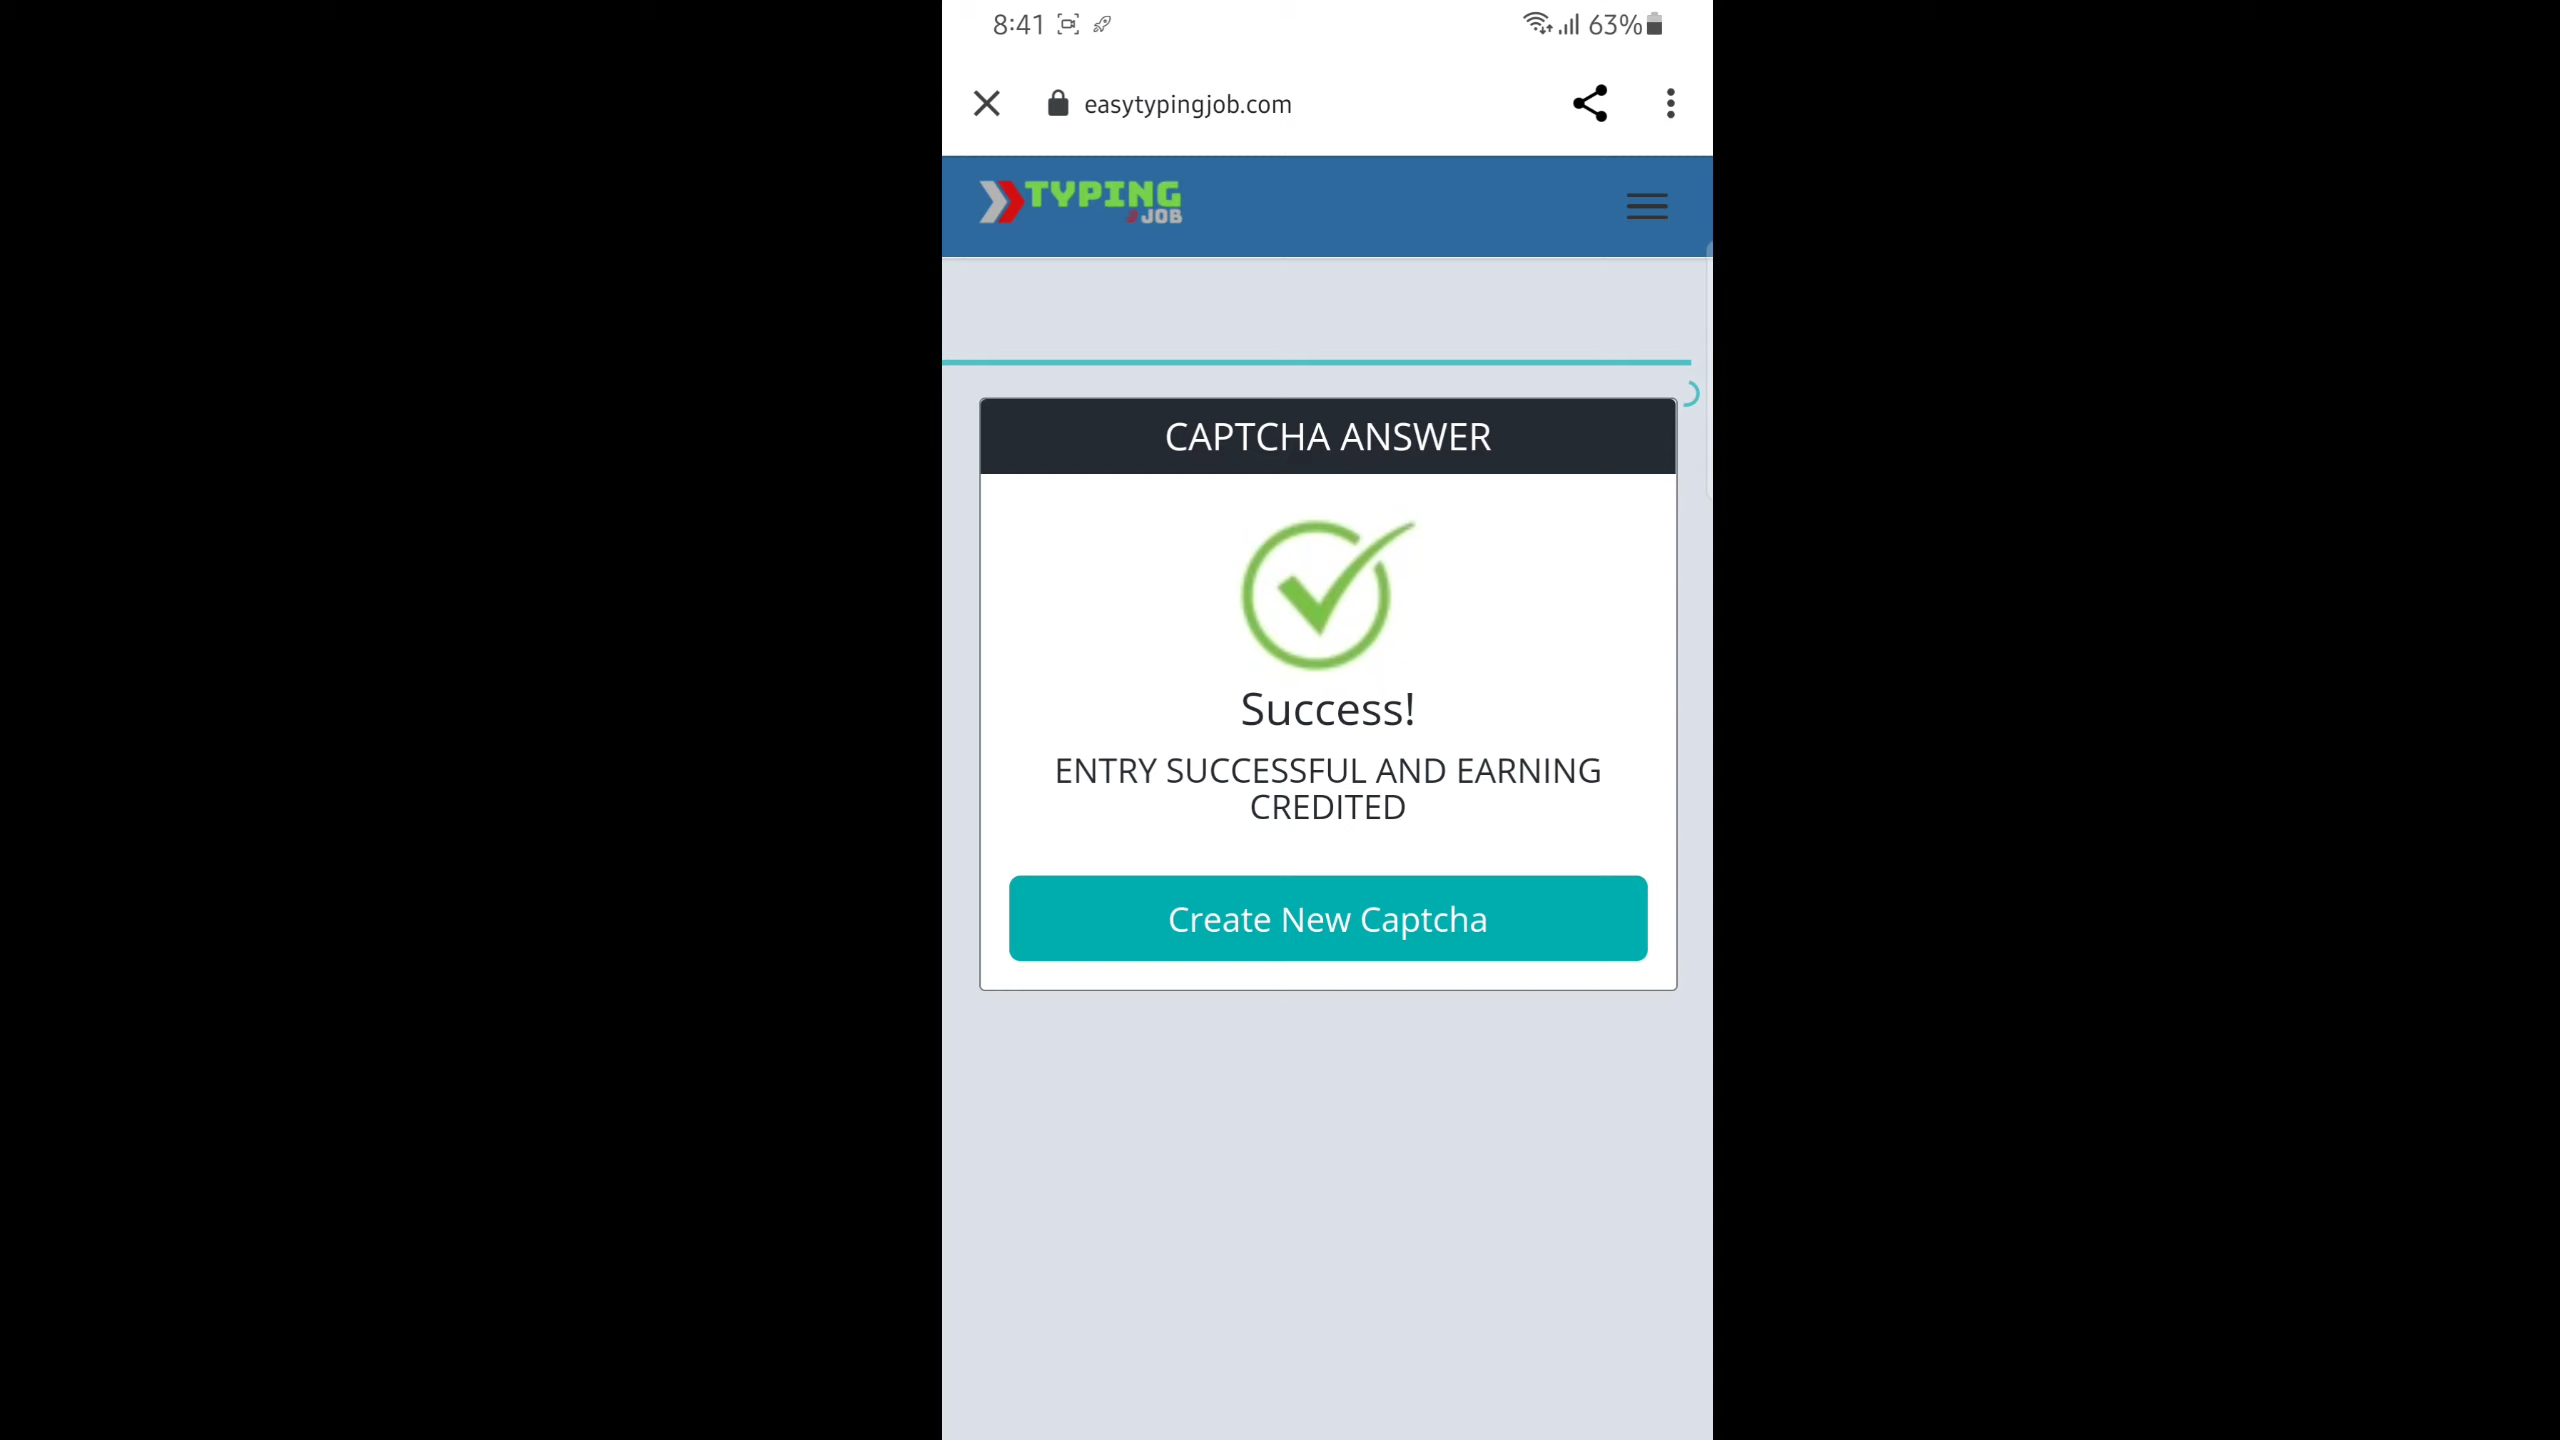 8:41 63%
easytypingjob.com
TYPING
JOB
CAPTCHA ANSWER
Success!
ENTRY SUCCESSFUL AND EARNING
CREDITED
Create New Captcha